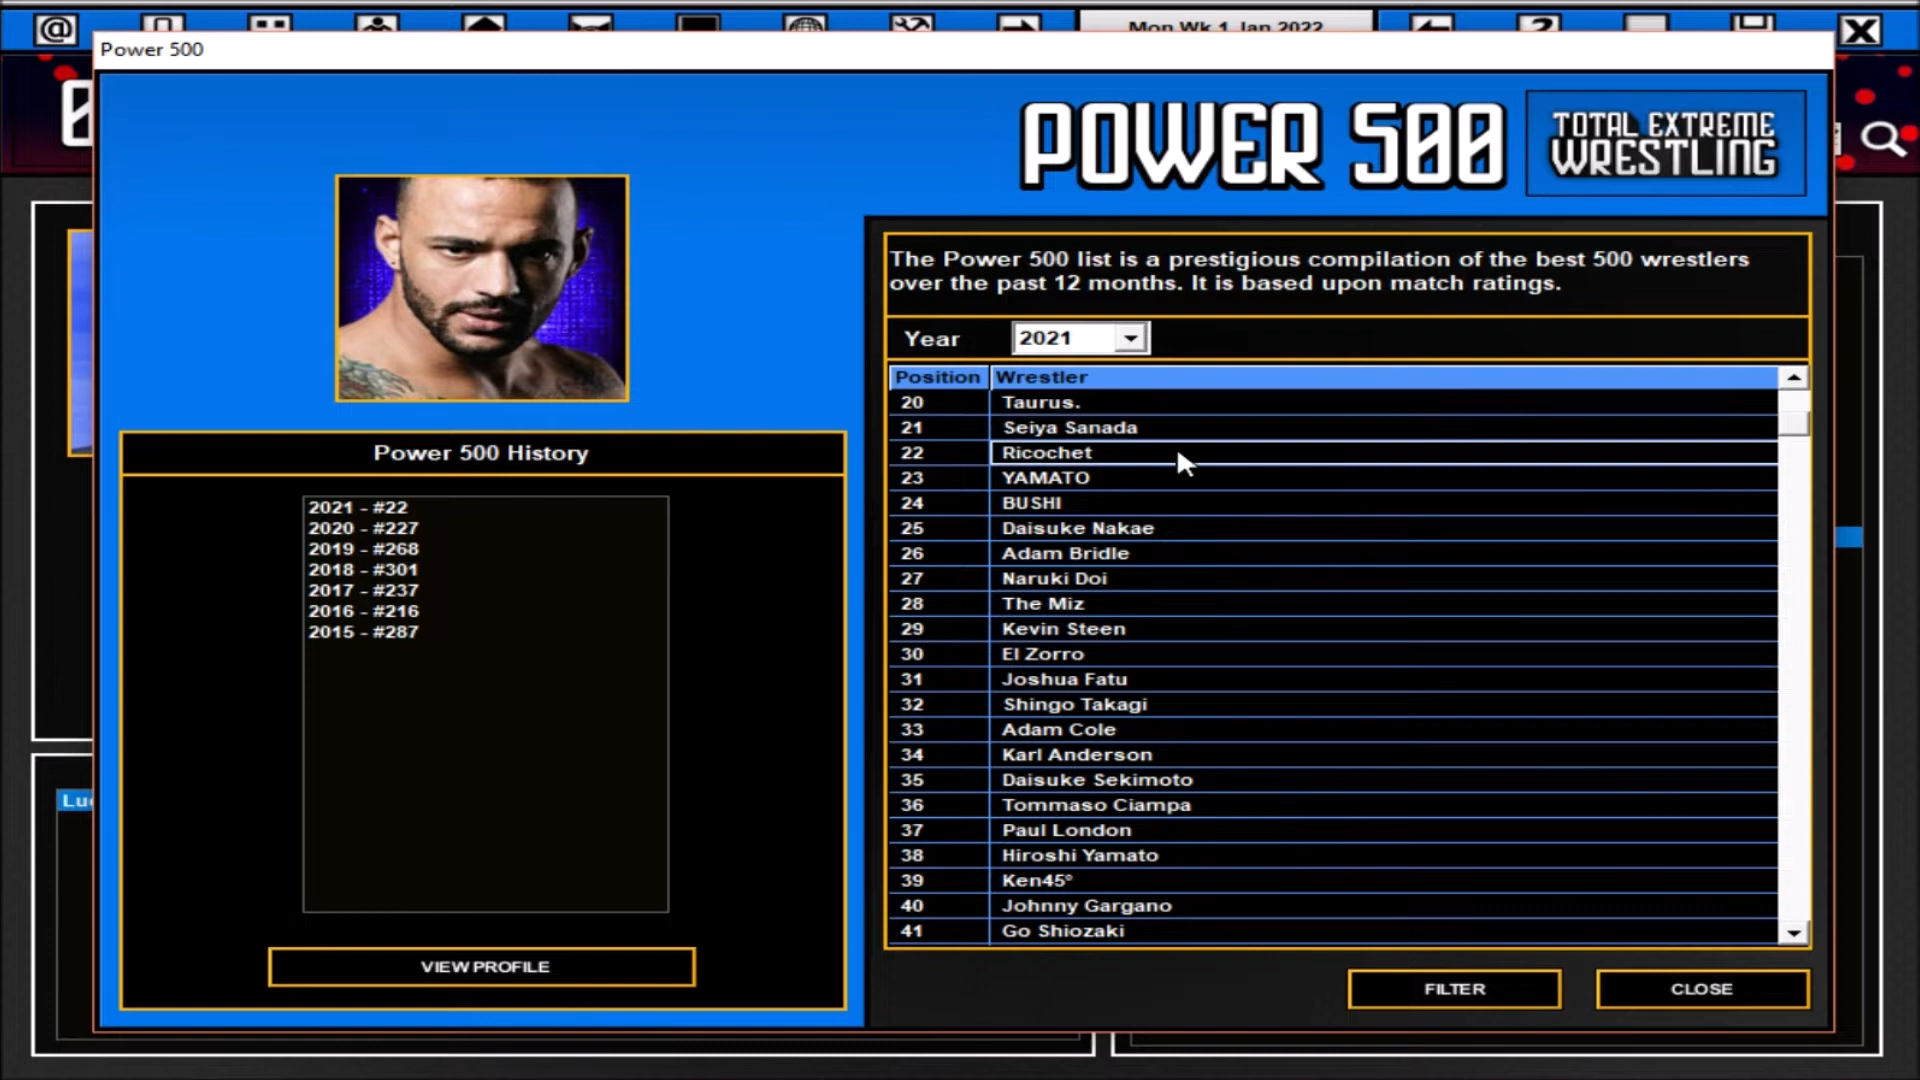 @
Mon Wk 1 Jan 2022
?
X
Power 500
POWER 500
TOTAL EXTREME
WRESTLING
The Power 500 list is a prestigious compilation of the best 500 wrestlers
over the past 12 months. It is based upon match ratings.
Year
2021
Position Wrestler
20 Taurus.
21 Seiya Sanada
22 Ricochet
23 YAMATO
24 BUSHI
25 Daisuke Nakae
26 Adam Bridle
27 Naruki Doi
28 The Miz
29 Kevin Steen
30 El Zorro
31 Joshua Fatu
32 Shingo Takagi
33 Adam Cole
34 Karl Anderson
35 Daisuke Sekimoto
36 Tommaso Ciampa
37 Paul London
38 Hiroshi Yamato
39 Ken45°
40 Johnny Gargano
41 Go Shiozaki
Power 500 History
2021 - #22
2020 - #227
2019 - #268
2018 - #301
2017 - #237
2016 - #216
2015 - #287
VIEW PROFILE
FILTER
CLOSE